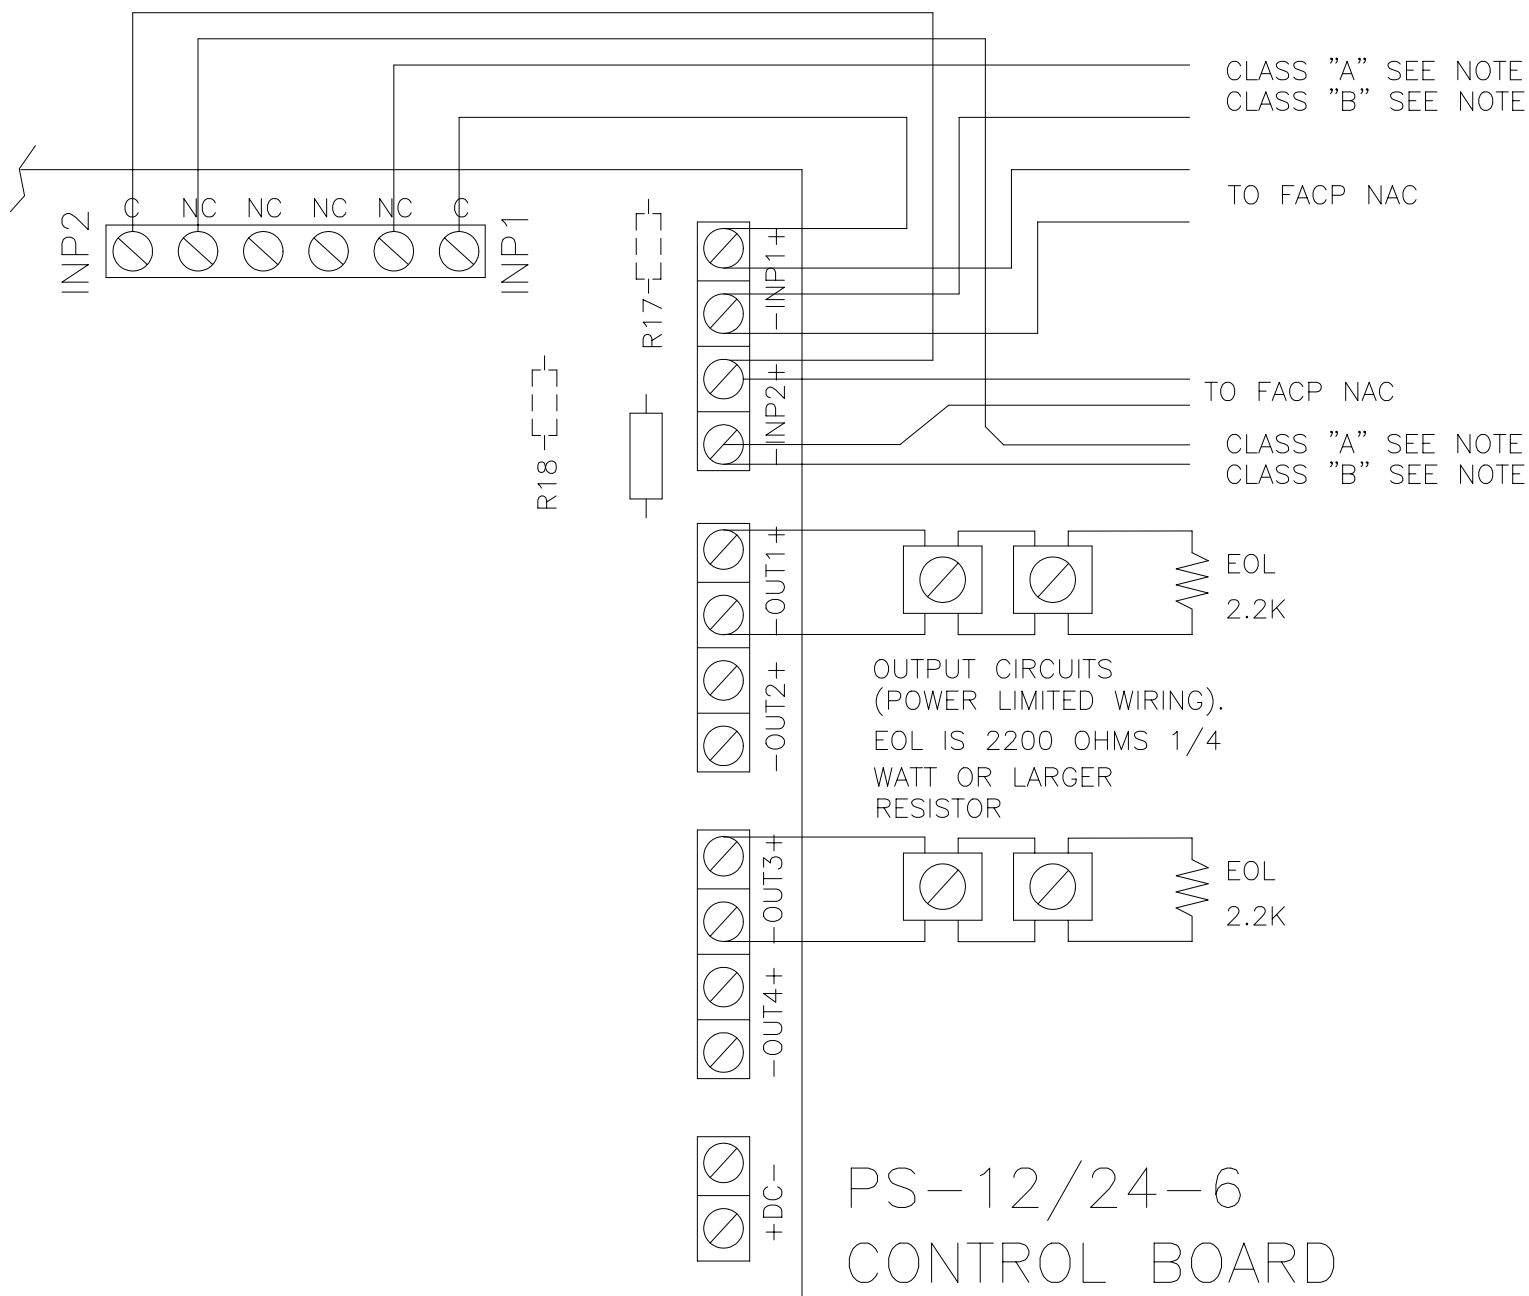 CLASS "A" SEE NOTE
CLASS "B" SEE NOTE
TO FACP NAC
C NC NC NC NC C
INP2
INP1
R17
-INP1+
R18
-INP2+
TO FACP NAC
CLASS "A" SEE NOTE
CLASS "B" SEE NOTE
-OUT1+
EOL
2.2K
-OUT2+
OUTPUT CIRCUITS
(POWER LIMITED WIRING).
EOL IS 2200 OHMS 1/4
WATT OR LARGER
RESISTOR
-OUT3+
EOL
2.2K
-OUT4+
+DC-
PS-12/24-6
CONTROL BOARD